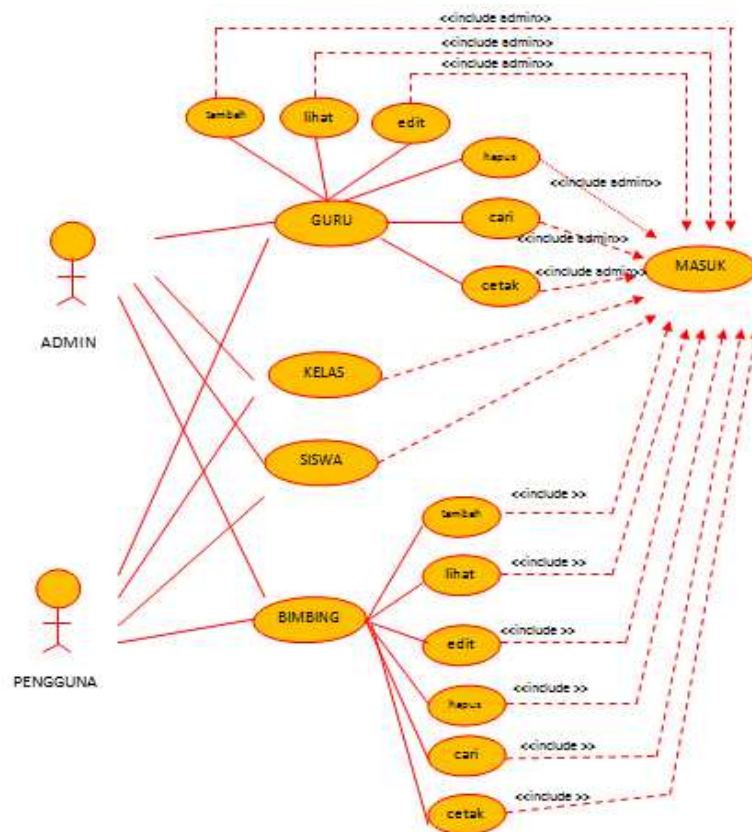 <<include admin>>
<<include admin>>
<<include admin>>
tambah
lihat
edit
hapus
<<include admin>>
GURU
cari
<<include admin>>
MASUK
cetak
<<include admin>>
ADMIN
KELAS
SISWA
<<include >>
tambah
<<include >>
lihat
PENGGUNA
BIMBING
<<include >>
edit
<<include >>
hapus
<<include >>
cari
<<include >>
cetak